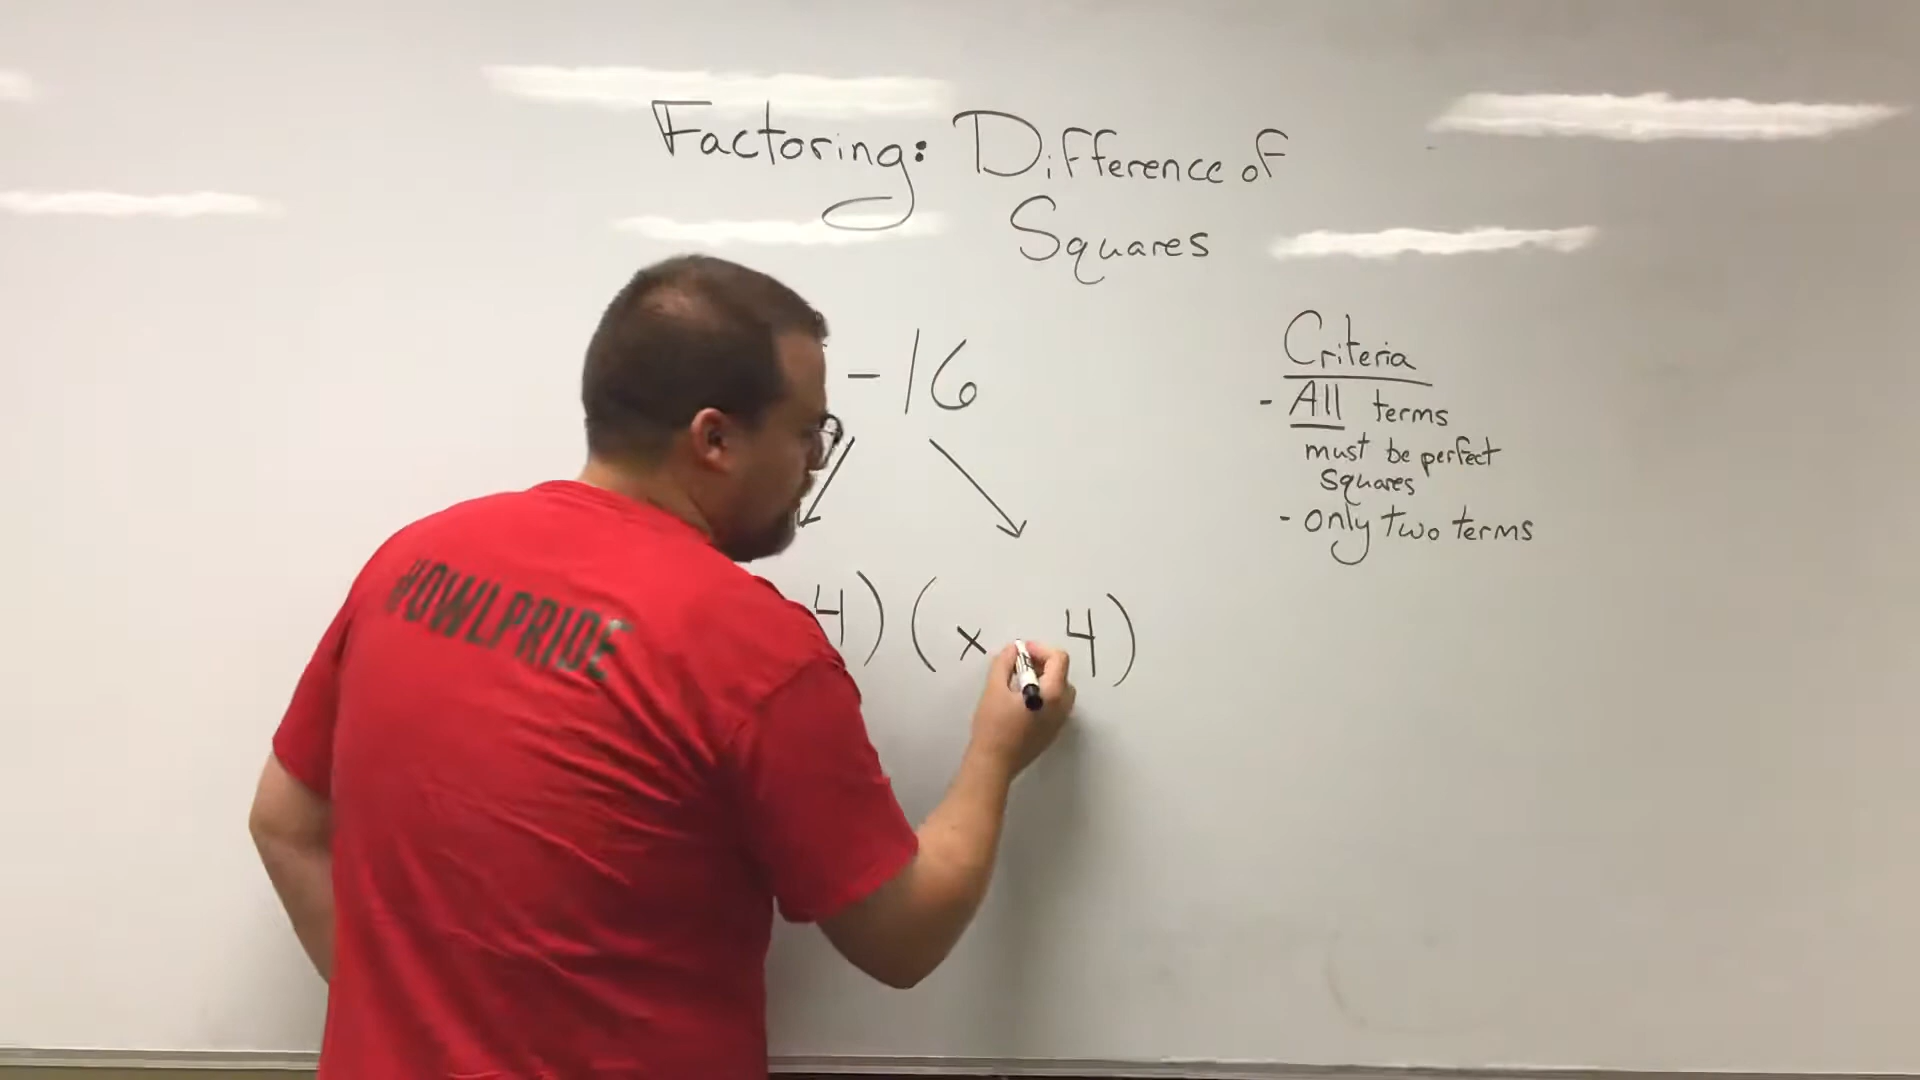 Factoring: Difference of
Squares
- 16
Criteria
- All terms
must be perfect
squares
- only two terms
4) (x 4)
#OWLPRIDE